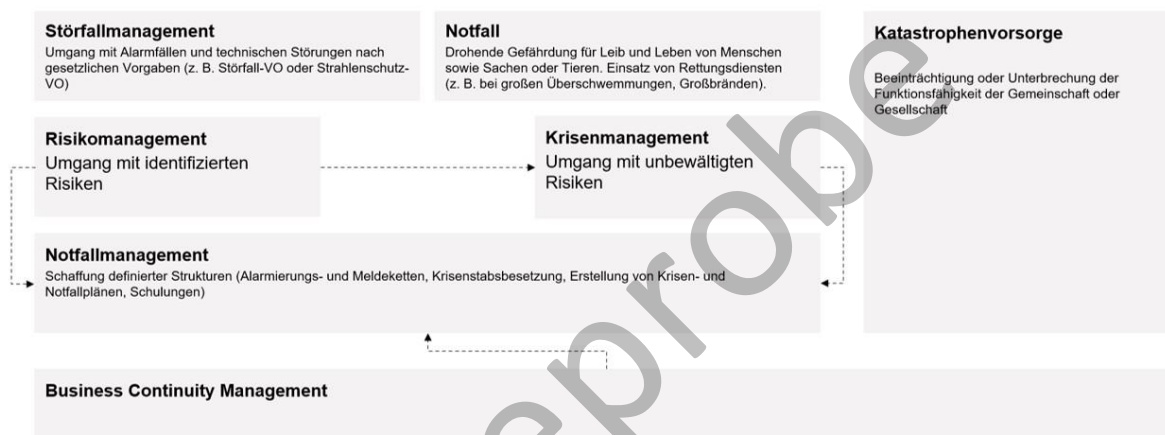 Störfallmanagement
Umgang mit Alarmfällen und technischen Störungen nach
gesetzlichen Vorgaben (z. B. Störfall-VO oder Strahlenschutz-
VO)
Notfall
Drohende Gefährdung für Leib und Leben von Menschen
sowie Sachen oder Tieren. Einsatz von Rettungsdiensten
(z. B. bei großen Überschwemmungen, Großbränden).
Katastrophenvorsorge
Beeinträchtigung oder Unterbrechung der
Funktionsfähigkeit der Gemeinschaft oder
Gesellschaft
Risikomanagement
Umgang mit identifizierten
Risiken
Krisenmanagement
Umgang mit unbewältigten
Risiken
Notfallmanagement
Schaffung definierter Strukturen (Alarmierungs- und Meldeketten, Krisenstabsbesetzung, Erstellung von Krisen- und
Notfallplänen, Schulungen)
Business Continuity Management
eprobe